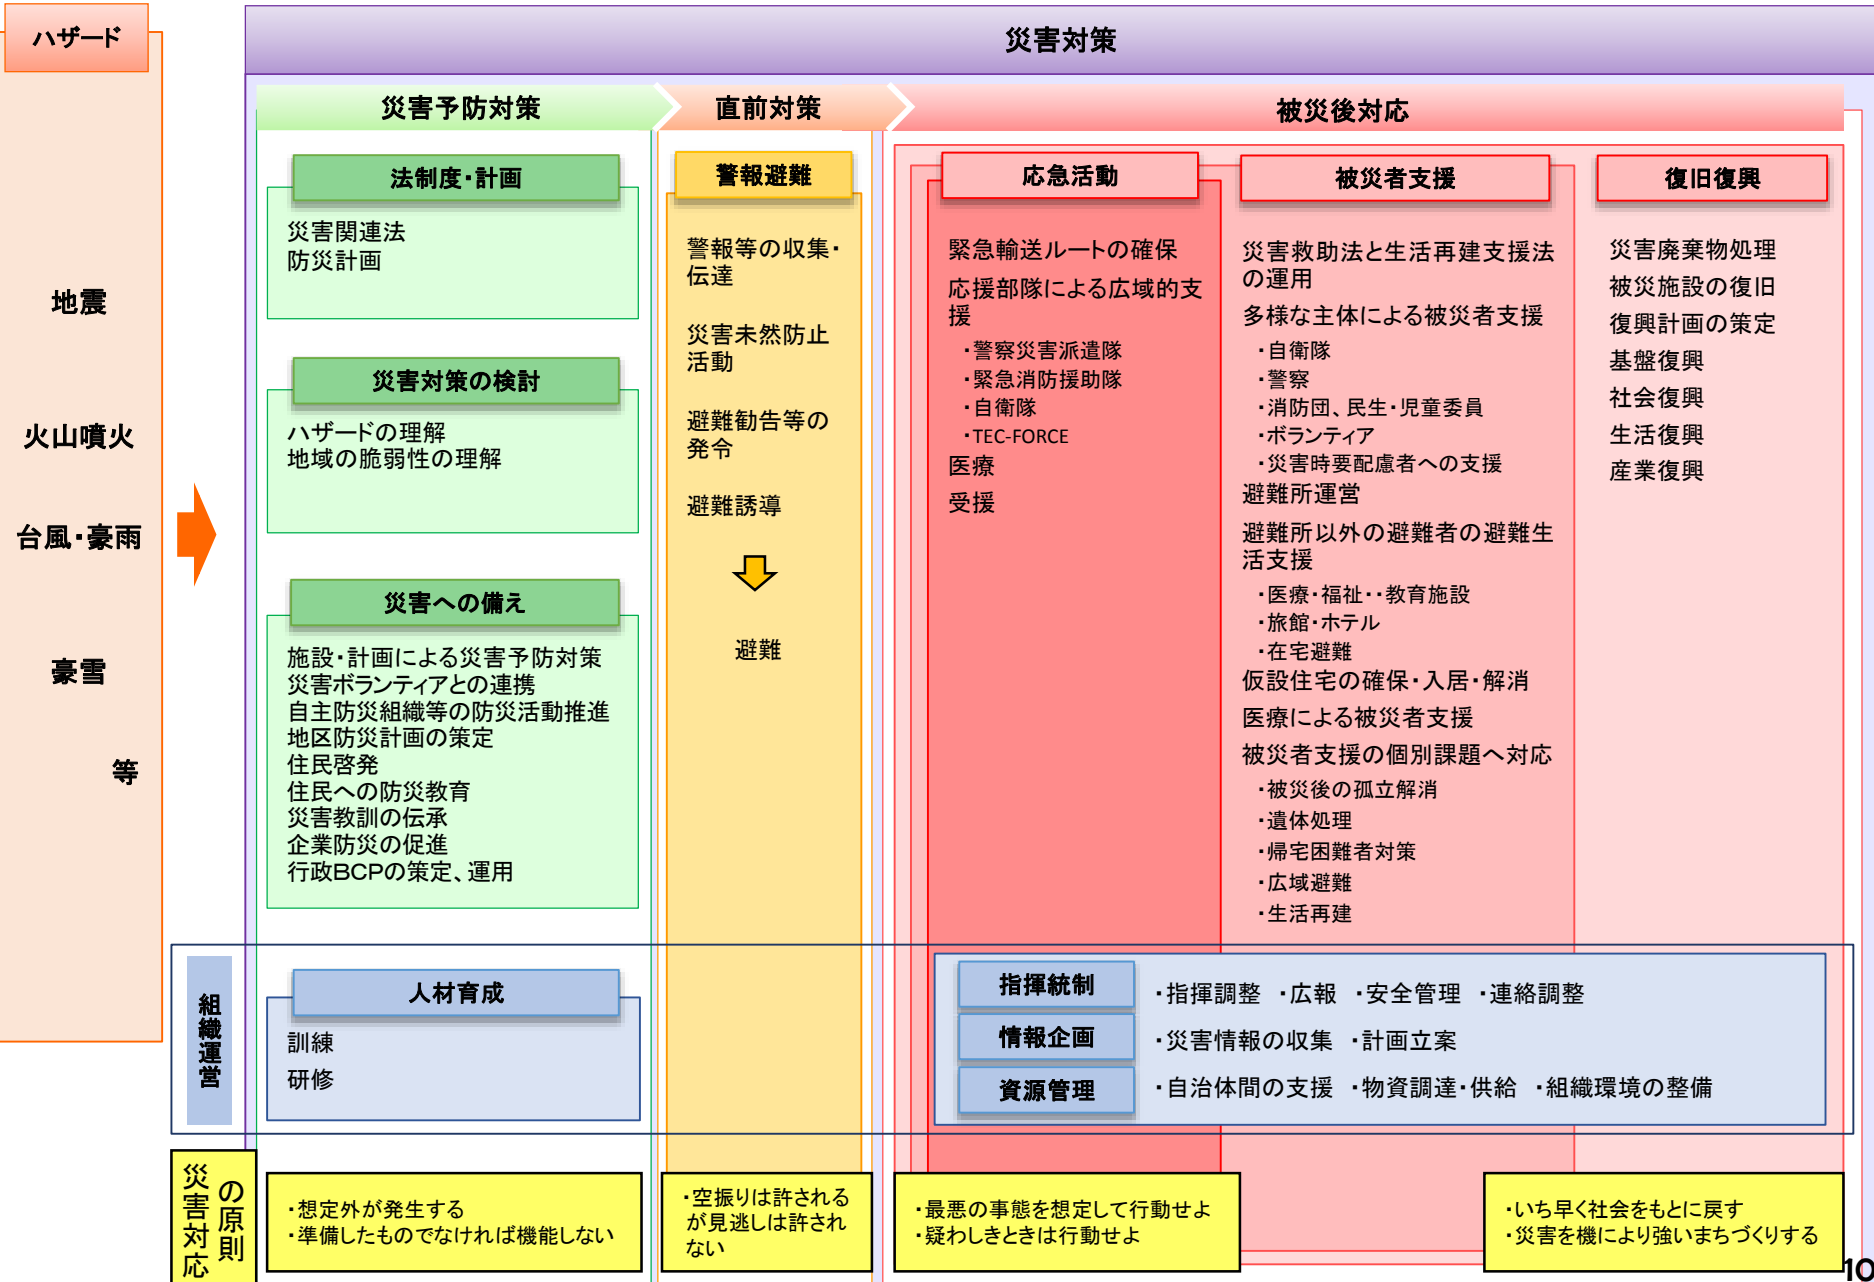 ハザード
地震
火山噴火
台風・豪雨
豪雪
等
災害対策
災害予防対策
法制度・計画
災害関連法
防災計画
災害対策の検討
ハザードの理解
地域の脆弱性の理解
災害への備え
施設・計画による災害予防対策
災害ボランティアとの連携
自主防災組織等の防災活動推進
地区防災計画の策定
住民啓発
住民への防災教育
災害教訓の伝承
企業防災の促進
行政BCPの策定、運用
直前対策
警報避難
警報等の収集・
伝達
災害未然防止
活動
避難勧告等の
発令
避難誘導
避難
被災後対応
応急活動
緊急輸送ルートの確保
応援部隊による広域的支
援
・警察災害派遣隊
・緊急消防援助隊
・自衛隊
・TEC-FORCE
医療
受援
被災者支援
災害救助法と生活再建支援法
の運用
多様な主体による被災者支援
・自衛隊
・警察
・消防団、民生・児童委員
・ボランティア
・災害時要配慮者への支援
避難所運営
避難所以外の避難者の避難生
活支援
・医療・福祉・・教育施設
・旅館・ホテル
・在宅避難
仮設住宅の確保・入居・解消
医療による被災者支援
被災者支援の個別課題へ対応
・被災後の孤立解消
・遺体処理
・帰宅困難者対策
・広域避難
・生活再建
復旧復興
災害廃棄物処理
被災施設の復旧
復興計画の策定
基盤復興
社会復興
生活復興
産業復興
組織運営
人材育成
訓練
研修
指揮統制
・指揮調整 ・広報 ・安全管理 ・連絡調整
情報企画
・災害情報の収集 ・計画立案
資源管理
・自治体間の支援 ・物資調達・供給 ・組織環境の整備
災害対応
の原則
・想定外が発生する
・準備したものでなければ機能しない
・空振りは許される
が見逃しは許され
ない
・最悪の事態を想定して行動せよ
・疑わしきときは行動せよ
・いち早く社会をもとに戻す
・災害を機により強いまちづくりする
10